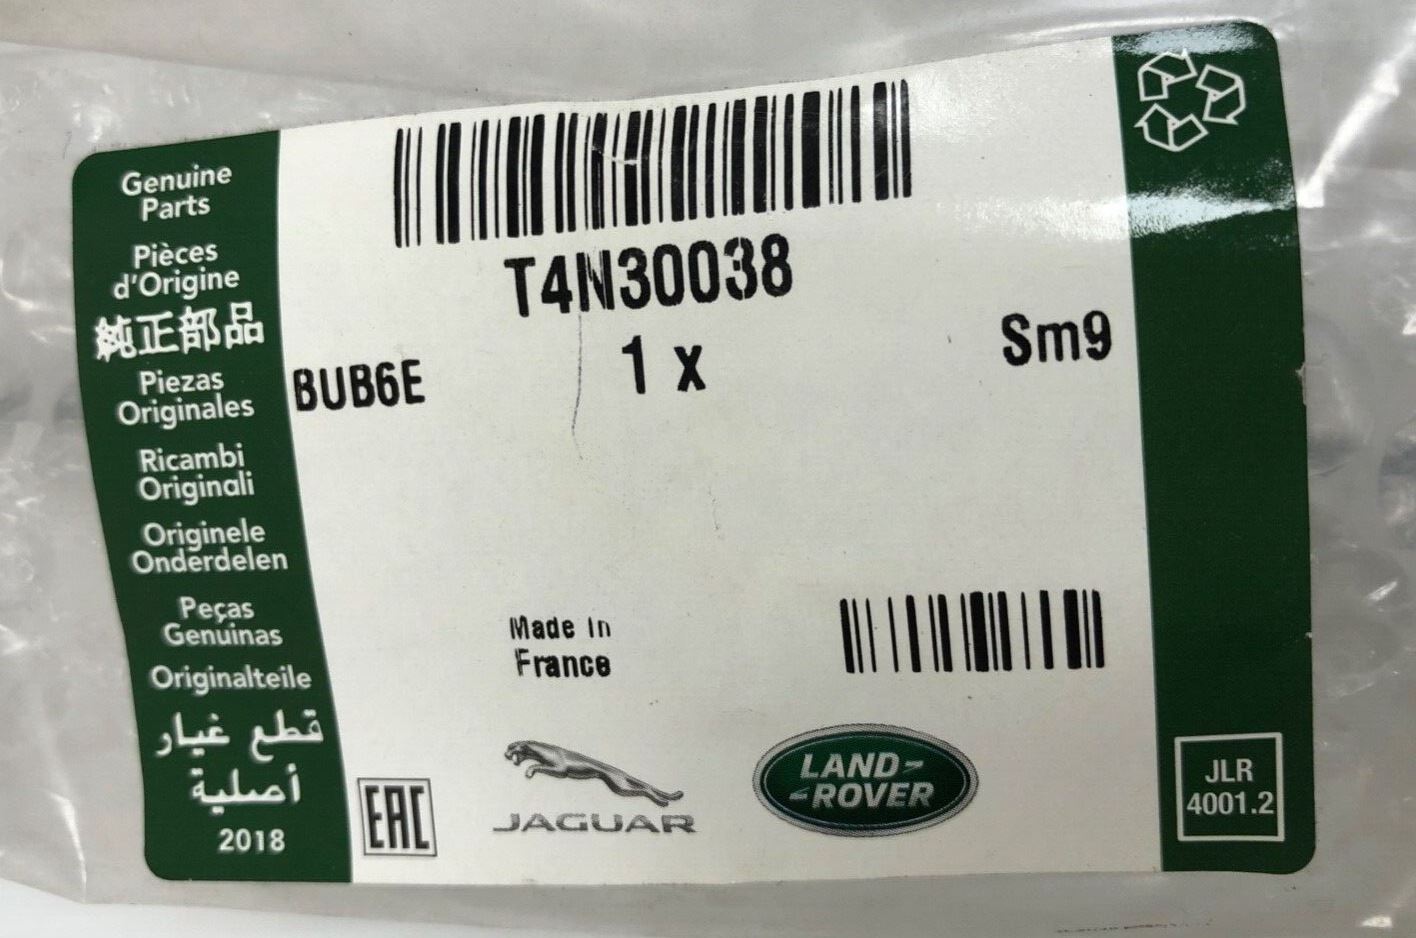 Genuine
Parts
Pièces
d'Origine
純正部品
Piezas
Originales
Ricambi
Originali
Originele
Onderdelen
Peças
Genuinas
Originalteile
قطع غيار
أصلية
2018
T4N30038
1 x
Sm9
BUB6E
Made In
France
EAC
JAGUAR
LAND-
-ROVER
JLR
4001.2